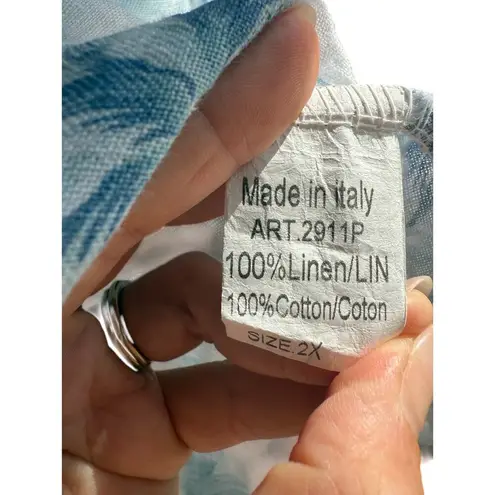 Made in italy
ART.2911P
100%Linen/LIN
100%Cotton/Coton
SIZE.2X